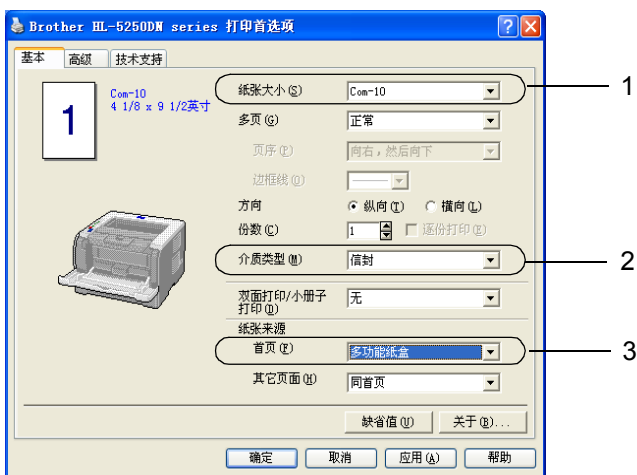 Brother HL-5250DN series 打印首选项
基本 高级 技术支持
1
Com-10
4 1/8 x 9 1/2英寸
纸张大小(S) Com-10 1
多页(G) 正常
页序(P) 向右，然后向下
边框线(O)
方向 纵向(T) 横向(L)
份数(C) 1 逐份打印(E)
介质类型(M) 信封 2
双面打印/小册子
打印(D) 无
纸张来源
首页(F) 多功能纸盒 3
其它页面(H) 同首页
缺省值(U) 关于(B)...
确定 取消 应用(A) 帮助